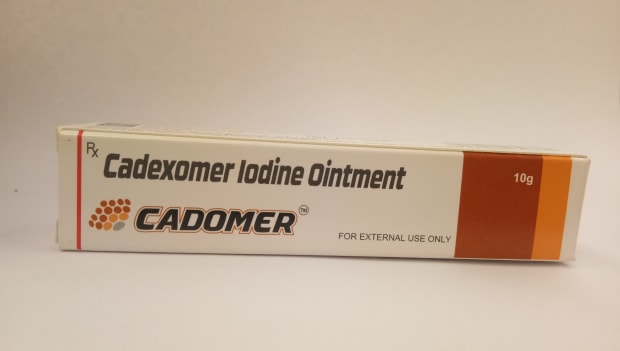 Rx Cadexomer Iodine Ointment
10g
CADOMER™
FOR EXTERNAL USE ONLY